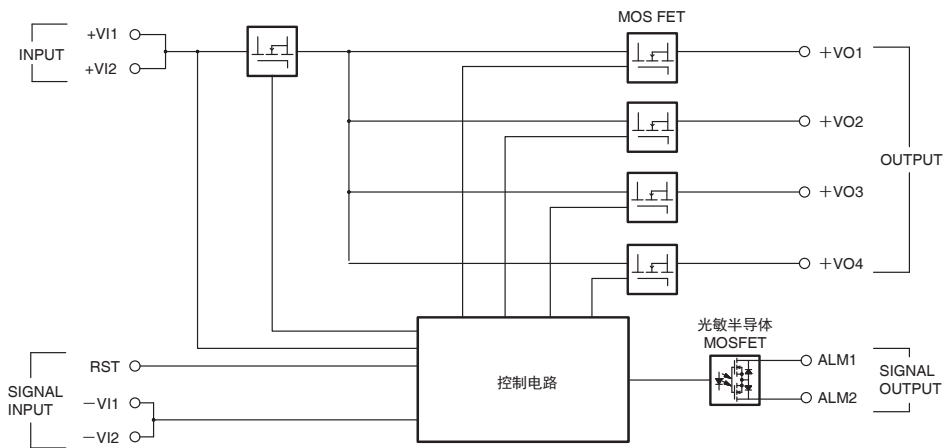 MOS FET
INPUT
+VI1
+VI2
+VO1
+VO2
+VO3
+VO4
OUTPUT
SIGNAL
INPUT
RST
－VI1
－VI2
控制电路
光敏半导体
MOSFET
ALM1
ALM2
SIGNAL
OUTPUT